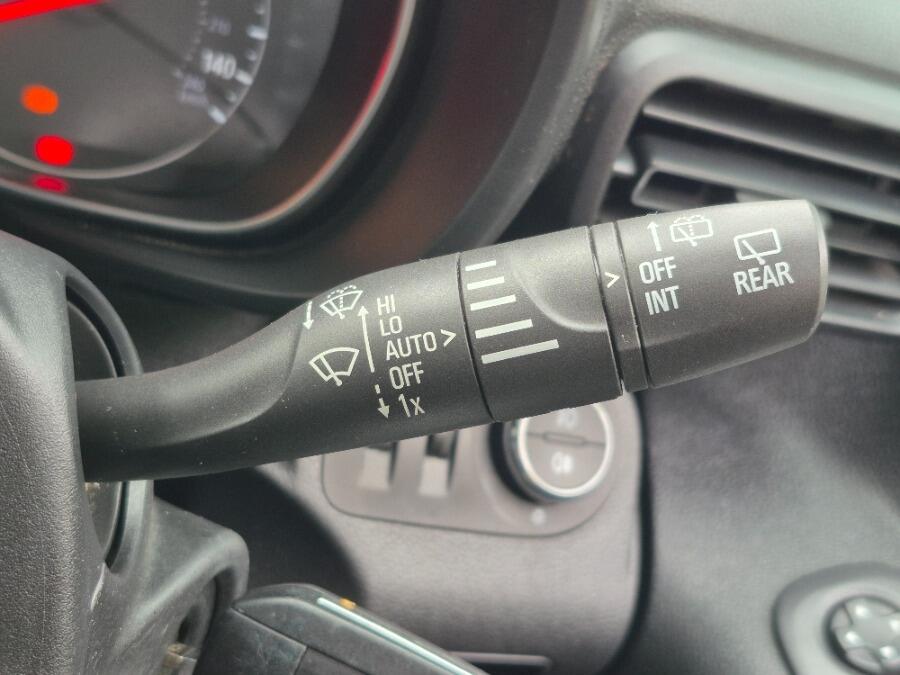 140
HI
LO
AUTO >
OFF
1x
>
OFF
INT
REAR